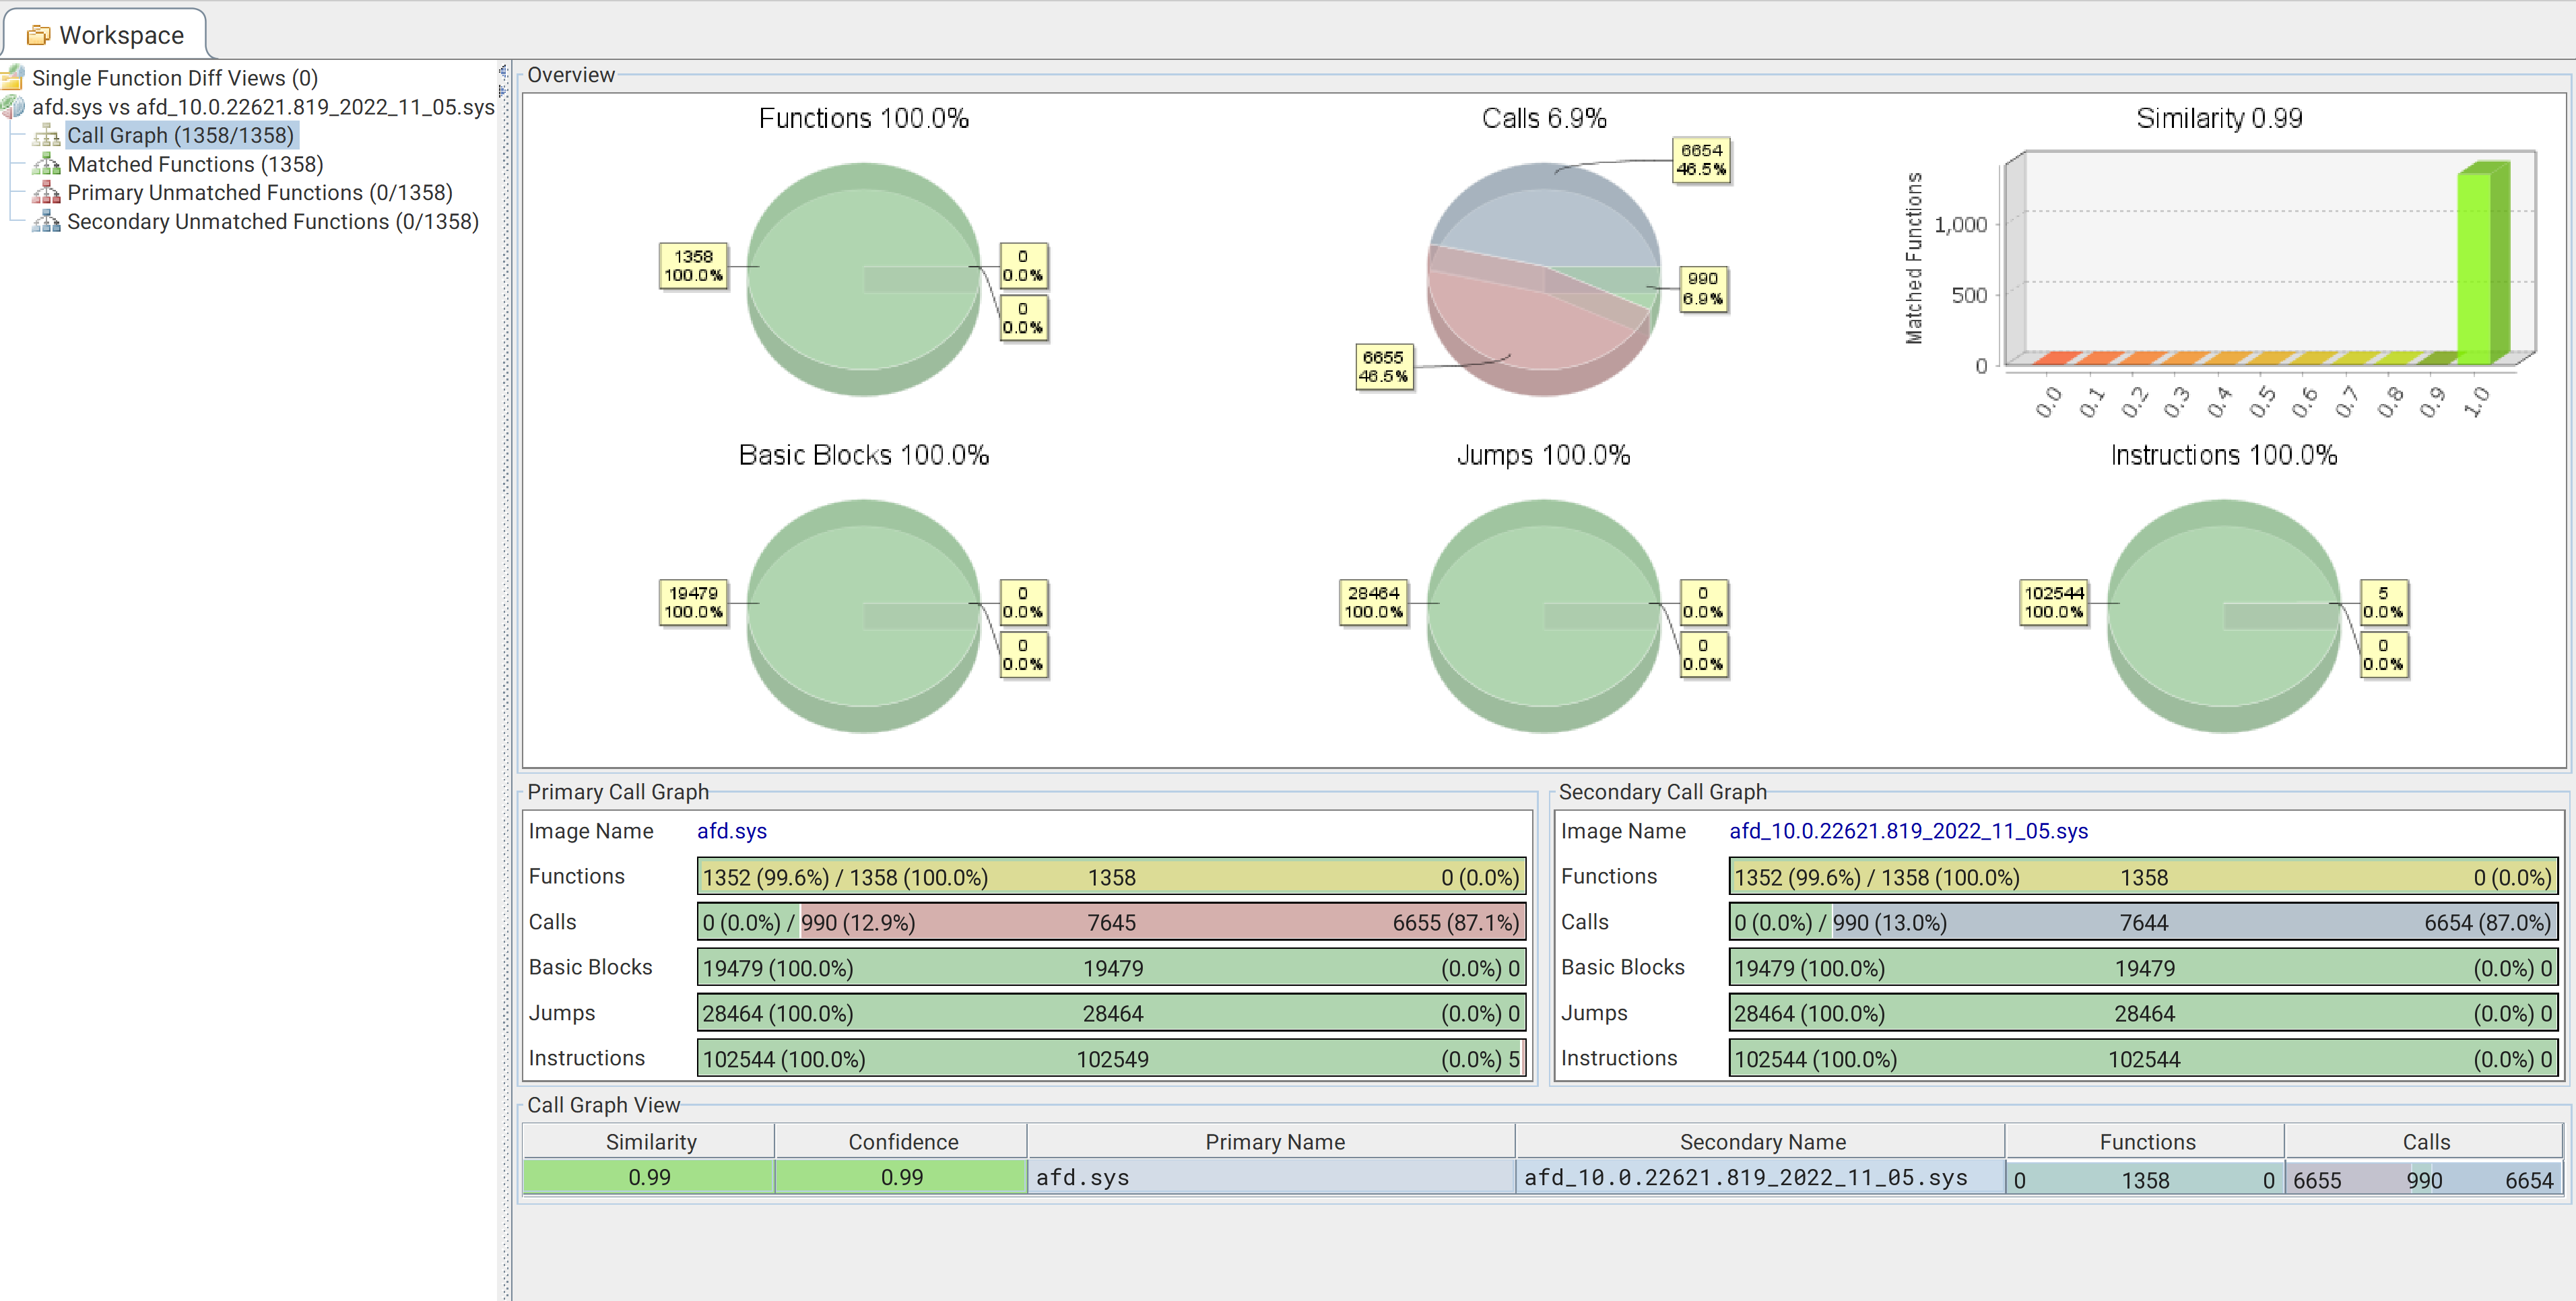 Workspace
Single Function Diff Views (0)
afd.sys vs afd_10.0.22621.819_2022_11_05.sys
Call Graph (1358/1358)
Matched Functions (1358)
Primary Unmatched Functions (0/1358)
Secondary Unmatched Functions (0/1358)
Overview
Functions 100.0%
1358
100.0%
0
0.0%
0
0.0%
Calls 6.9%
6654
46.5%
990
6.9%
6655
46.5%
Similarity 0.99
Matched Functions
1,000
500
0
0.0 0.1 0.2 0.3 0.4 0.5 0.6 0.7 0.8 0.9 1.0
Basic Blocks 100.0%
19479
100.0%
0
0.0%
0
0.0%
Jumps 100.0%
28464
100.0%
0
0.0%
0
0.0%
Instructions 100.0%
102544
100.0%
5
0.0%
0
0.0%
Primary Call Graph
Image Name afd.sys
Functions 1352 (99.6%) / 1358 (100.0%) 1358 0 (0.0%)
Calls 0 (0.0%) / 990 (12.9%) 7645 6655 (87.1%)
Basic Blocks 19479 (100.0%) 19479 (0.0%) 0
Jumps 28464 (100.0%) 28464 (0.0%) 0
Instructions 102544 (100.0%) 102549 (0.0%) 5
Secondary Call Graph
Image Name afd_10.0.22621.819_2022_11_05.sys
Functions 1352 (99.6%) / 1358 (100.0%) 1358 0 (0.0%)
Calls 0 (0.0%) / 990 (13.0%) 7644 6654 (87.0%)
Basic Blocks 19479 (100.0%) 19479 (0.0%) 0
Jumps 28464 (100.0%) 28464 (0.0%) 0
Instructions 102544 (100.0%) 102544 (0.0%) 0
Call Graph View
Similarity Confidence Primary Name Secondary Name Functions Calls
0.99 0.99 afd.sys afd_10.0.22621.819_2022_11_05.sys 0 1358 0 6655 990 6654